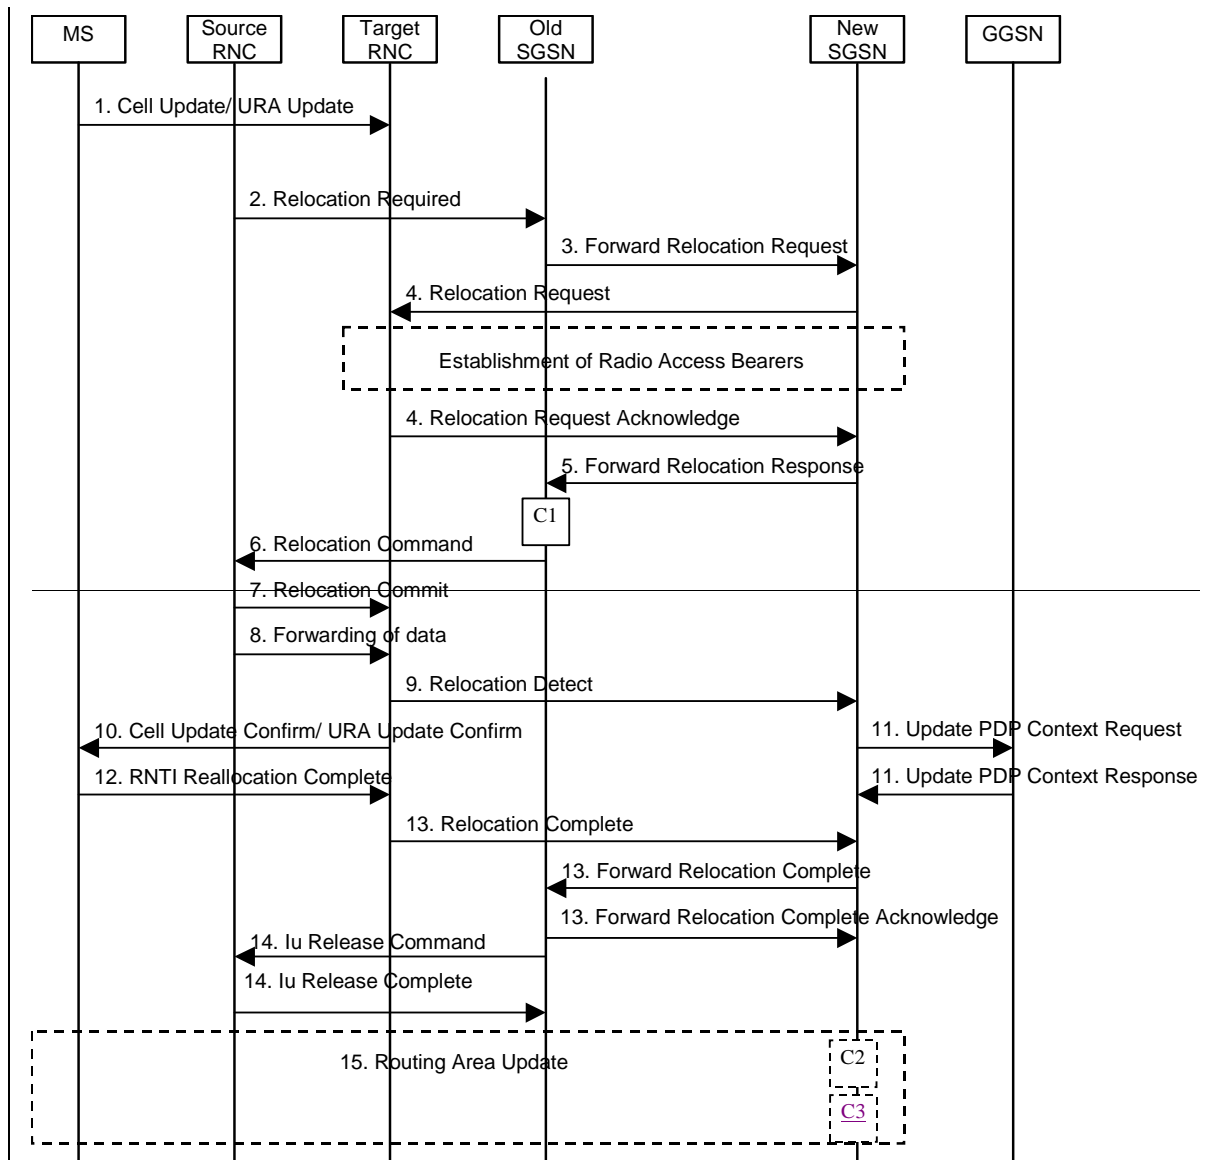 MS
Source
RNC
Target
RNC
Old
SGSN
New
SGSN
GGSN
1. Cell Update/ URA Update
2. Relocation Required
3. Forward Relocation Request
4. Relocation Request
Establishment of Radio Access Bearers
4. Relocation Request Acknowledge
5. Forward Relocation Response
C1
6. Relocation Command
7. Relocation Commit
8. Forwarding of data
9. Relocation Detect
10. Cell Update Confirm/ URA Update Confirm
11. Update PDP Context Request
12. RNTI Reallocation Complete
11. Update PDP Context Response
13. Relocation Complete
13. Forward Relocation Complete
13. Forward Relocation Complete Acknowledge
14. Iu Release Command
14. Iu Release Complete
15. Routing Area Update
C2
C3